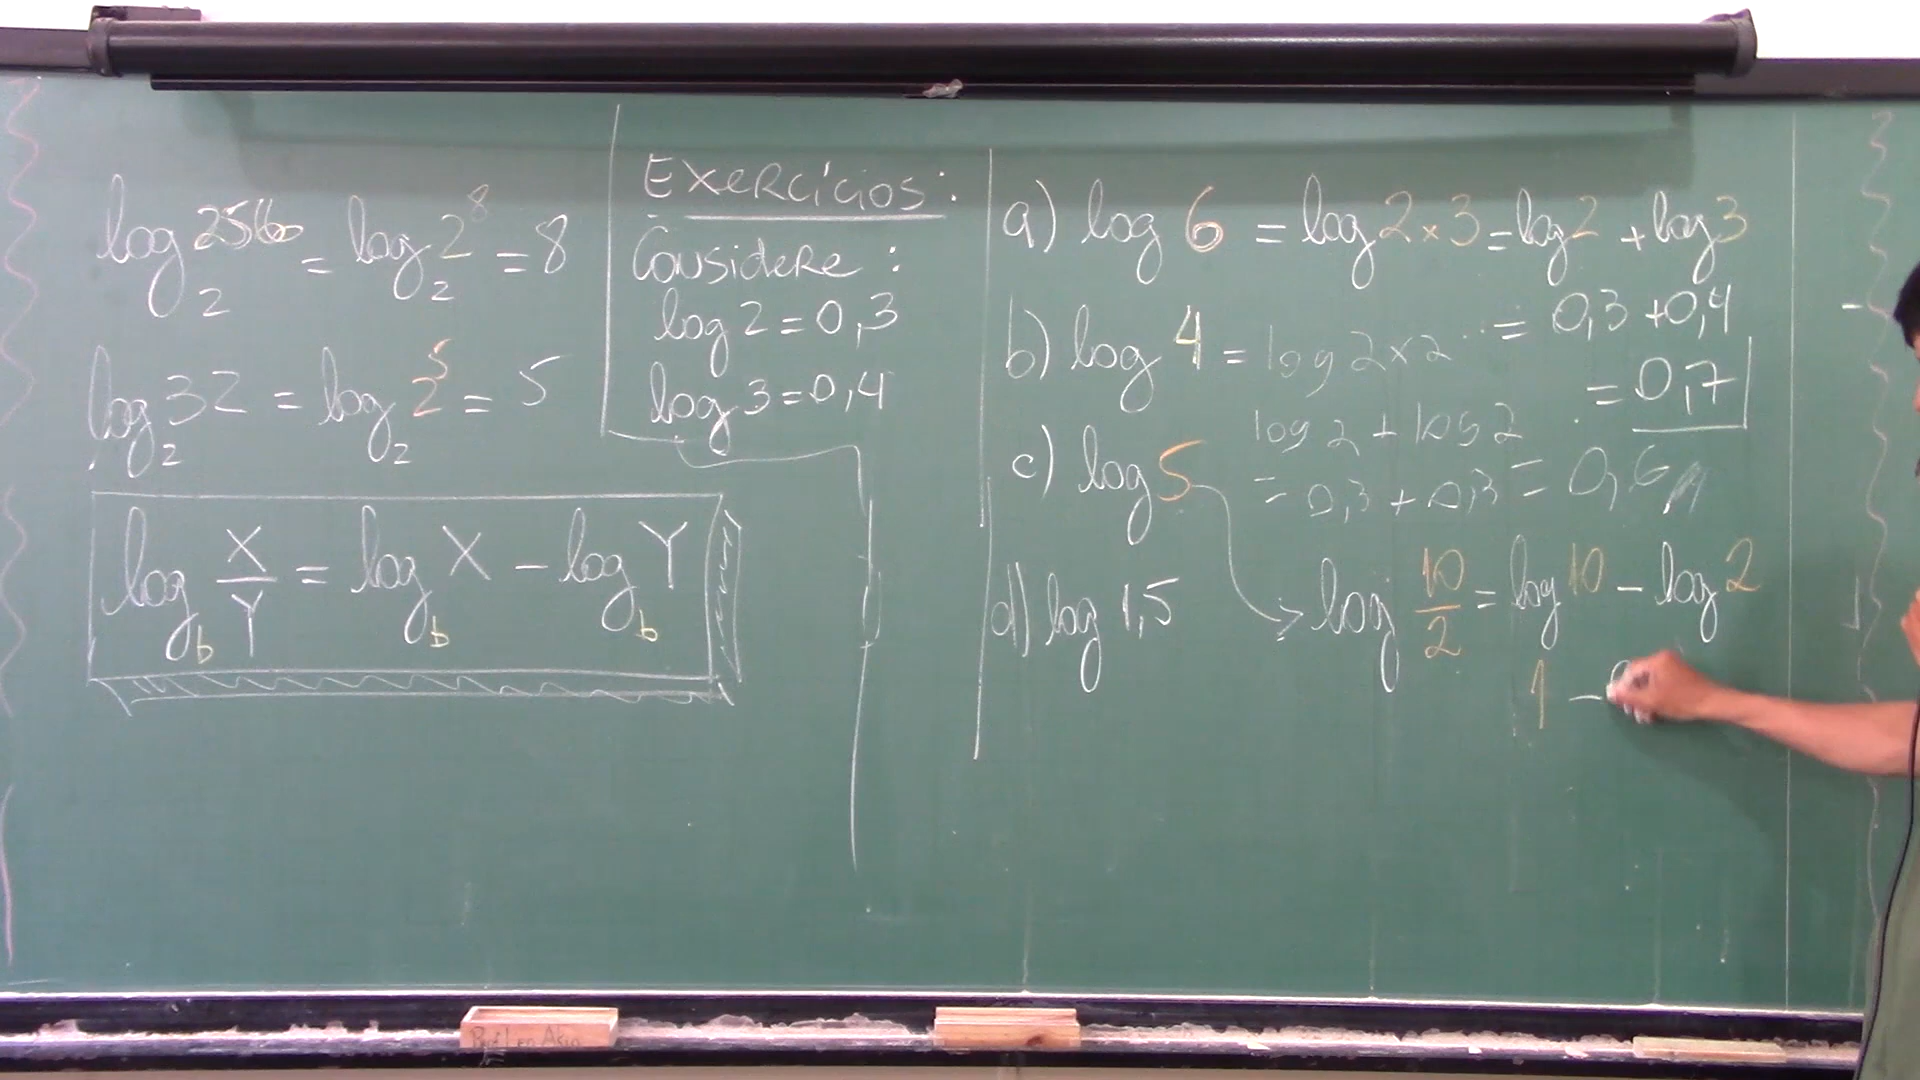 log₂ 256 = log₂ 2⁸ = 8
log₂ 32 = log₂ 2⁵ = 5
log_b X/Y = log_b X - log_b Y
Exercícios:
Considere:
log 2 = 0,3
log 3 = 0,4
a) log 6 = log 2 x 3 = log 2 + log 3
= 0,3 + 0,4
= 0,7
b) log 4 = log 2 x 2
log 2 + log 2
= 0,3 + 0,3 = 0,6
c) log 5 → log 10/2 = log 10 - log 2
1 -
d) log 1,5